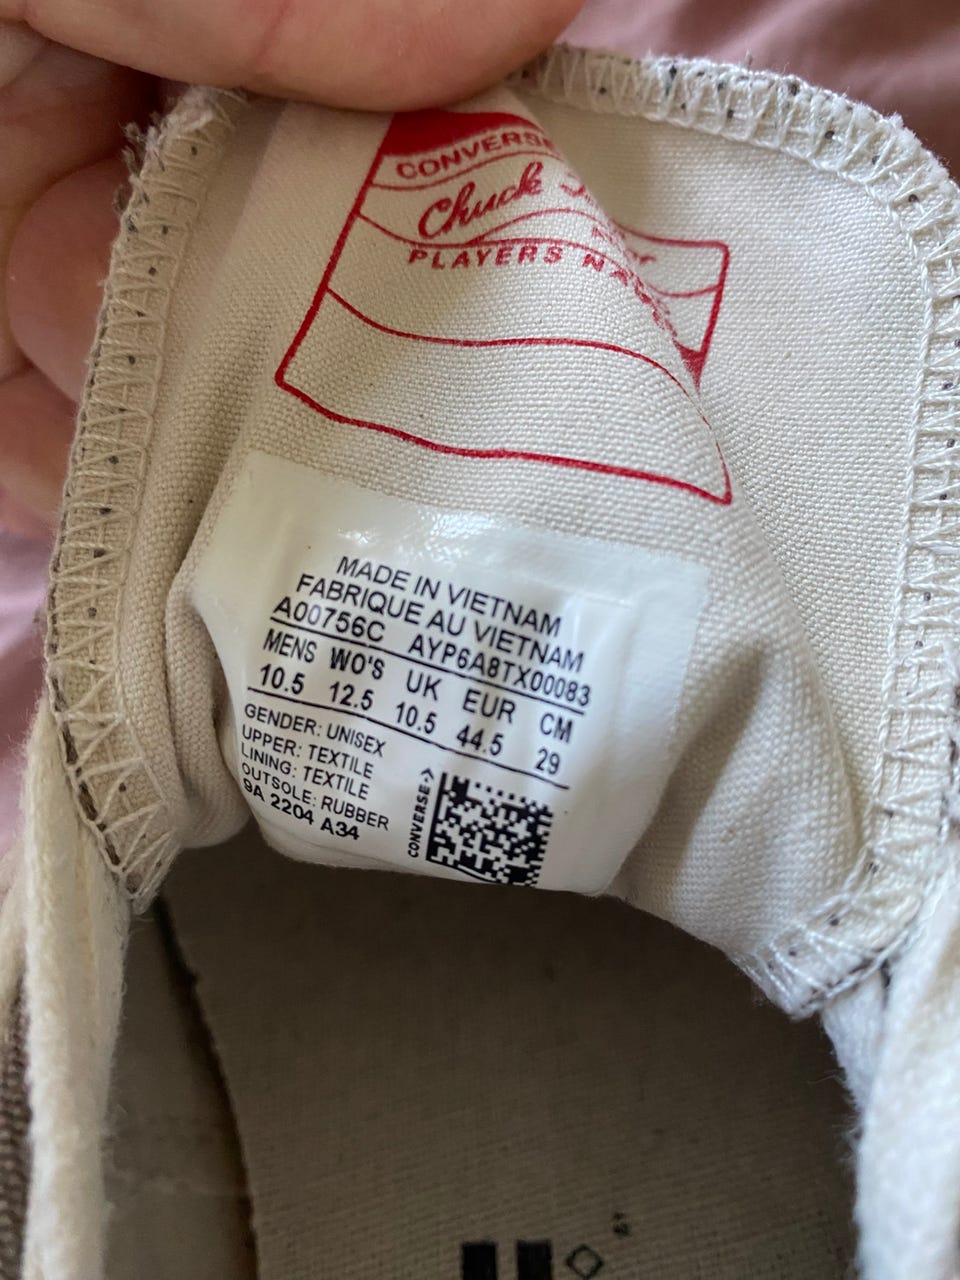 CONVERSE
Chuck
PLAYERS NAME
MADE IN VIETNAM
FABRIQUE AU VIETNAM
A00756C AYP6A8TX00083
MENS WO'S UK EUR CM
10.5 12.5 10.5 44.5 29
GENDER: UNISEX
UPPER: TEXTILE
LINING: TEXTILE
OUTSOLE: RUBBER
9A 2204 A34
CONVERSE